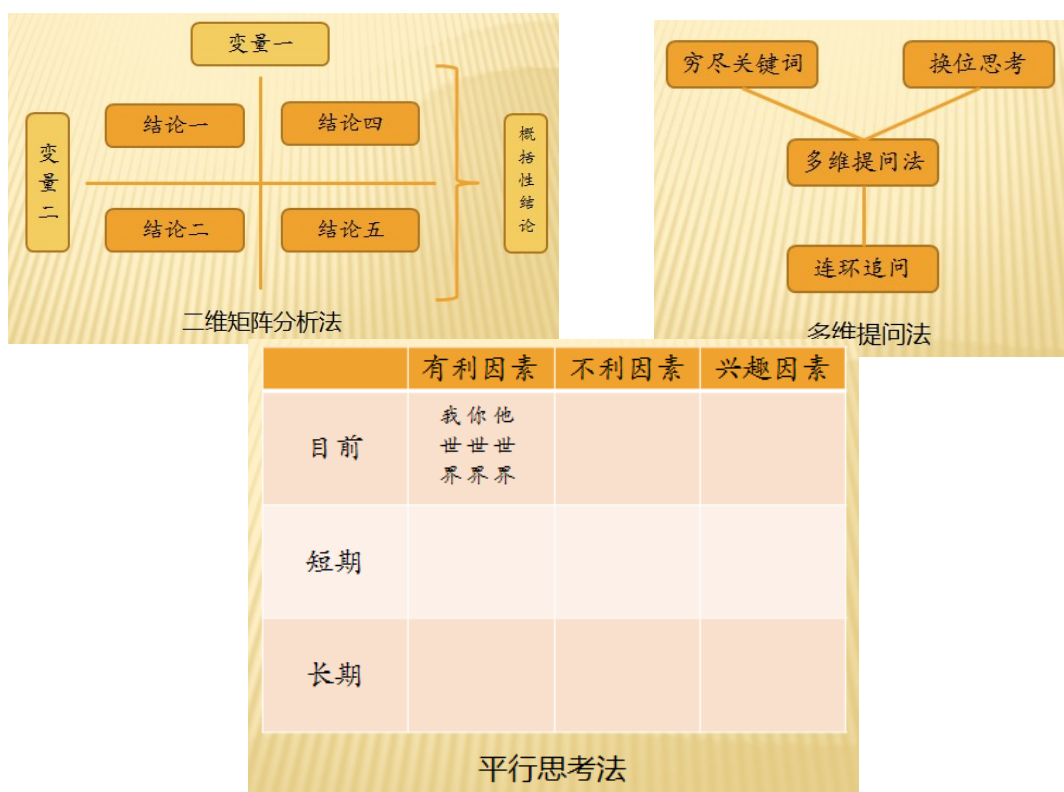 变量一
变量二
结论一
结论四
结论二
结论五
概括性结论
二维矩阵分析法
穷尽关键词
换位思考
多维提问法
连环追问
多维提问法
有利因素 不利因素 兴趣因素
目前
我你他
世世世
界界界
短期
长期
平行思考法